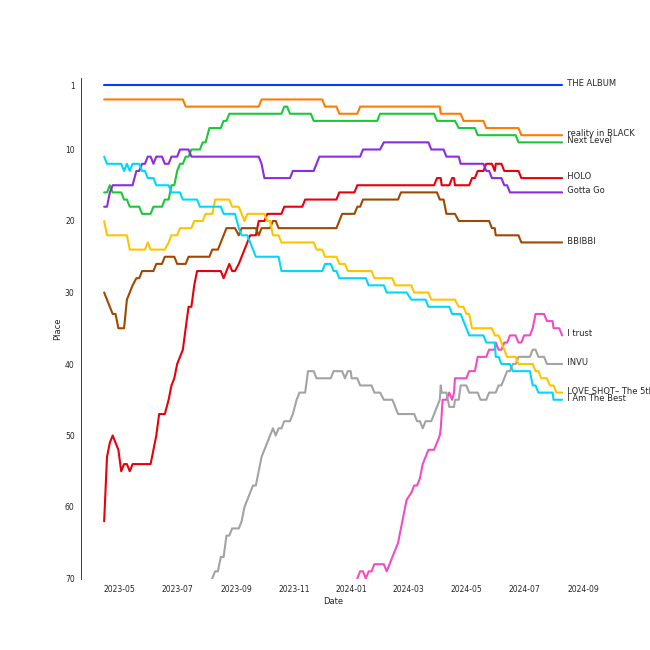 THE ALBUM
reality in BLACK
Next Level
HOLO
Gotta Go
BBIBBI
I trust
INVU
LOVE SHOT– The 5th
I Am The Best
1
10
20
30
40
50
60
70
Place
2023-05
2023-07
2023-09
2023-11
2024-01
2024-03
2024-05
2024-07
2024-09
Date